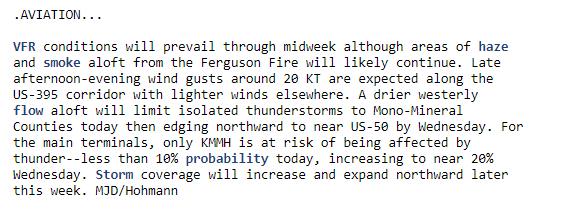 .AVIATION...
VFR conditions will prevail through midweek although areas of haze
and smoke aloft from the Ferguson Fire will likely continue. Late
afternoon-evening wind gusts around 20 KT are expected along the
US-395 corridor with lighter winds elsewhere. A drier westerly
flow aloft will limit isolated thunderstorms to Mono-Mineral
Counties today then edging northward to near US-50 by Wednesday. For
the main terminals, only KMMH is at risk of being affected by
thunder--less than 10% probability today, increasing to near 20%
Wednesday. Storm coverage will increase and expand northward later
this week. MJD/Hohmann